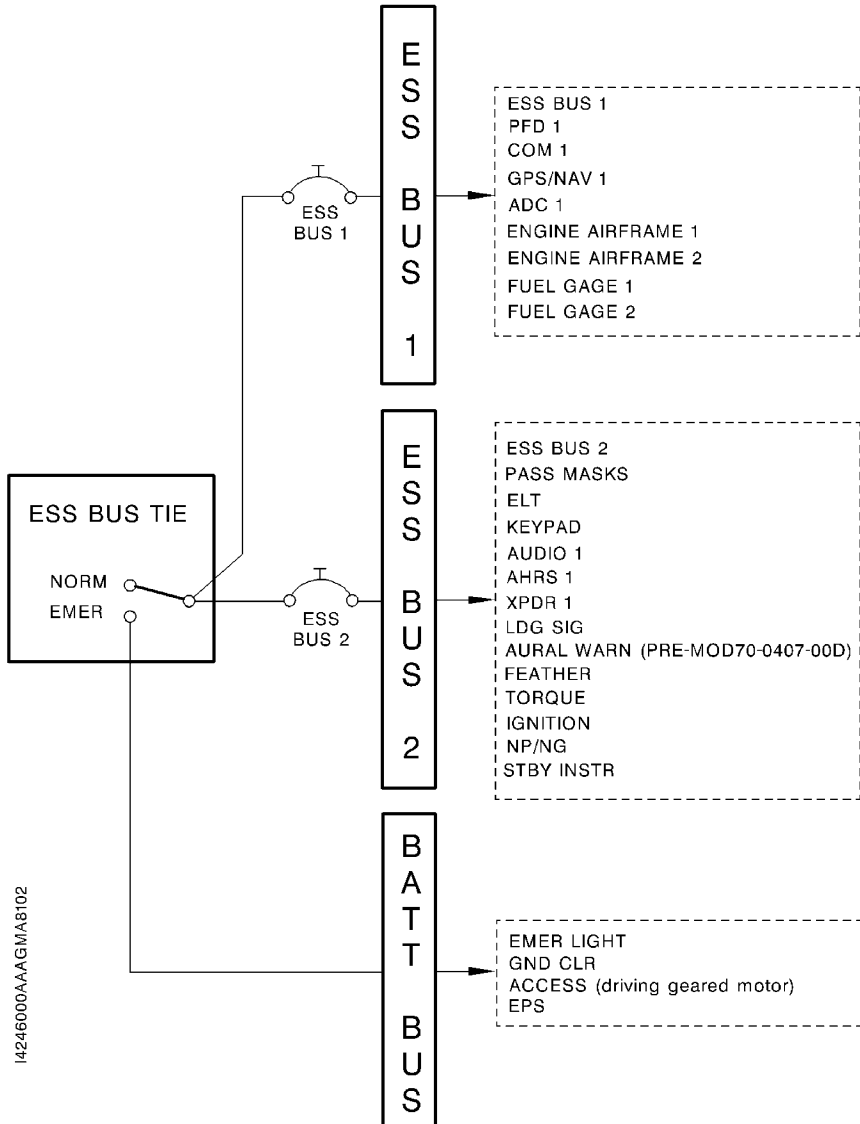 ESS BUS 1
ESS BUS 1
ESS BUS 1
PFD 1
COM 1
GPS/NAV 1
ADC 1
ENGINE AIRFRAME 1
ENGINE AIRFRAME 2
FUEL GAGE 1
FUEL GAGE 2
ESS BUS TIE
NORM
EMER
ESS BUS 2
ESS BUS 2
ESS BUS 2
PASS MASKS
ELT
KEYPAD
AUDIO 1
AHRS 1
XPDR 1
LDG SIG
AURAL WARN (PRE-MOD70-0407-00D)
FEATHER
TORQUE
IGNITION
NP/NG
STBY INSTR
BATT BUS
EMER LIGHT
GND CLR
ACCESS (driving geared motor)
EPS
I4246000AAAGMA8102